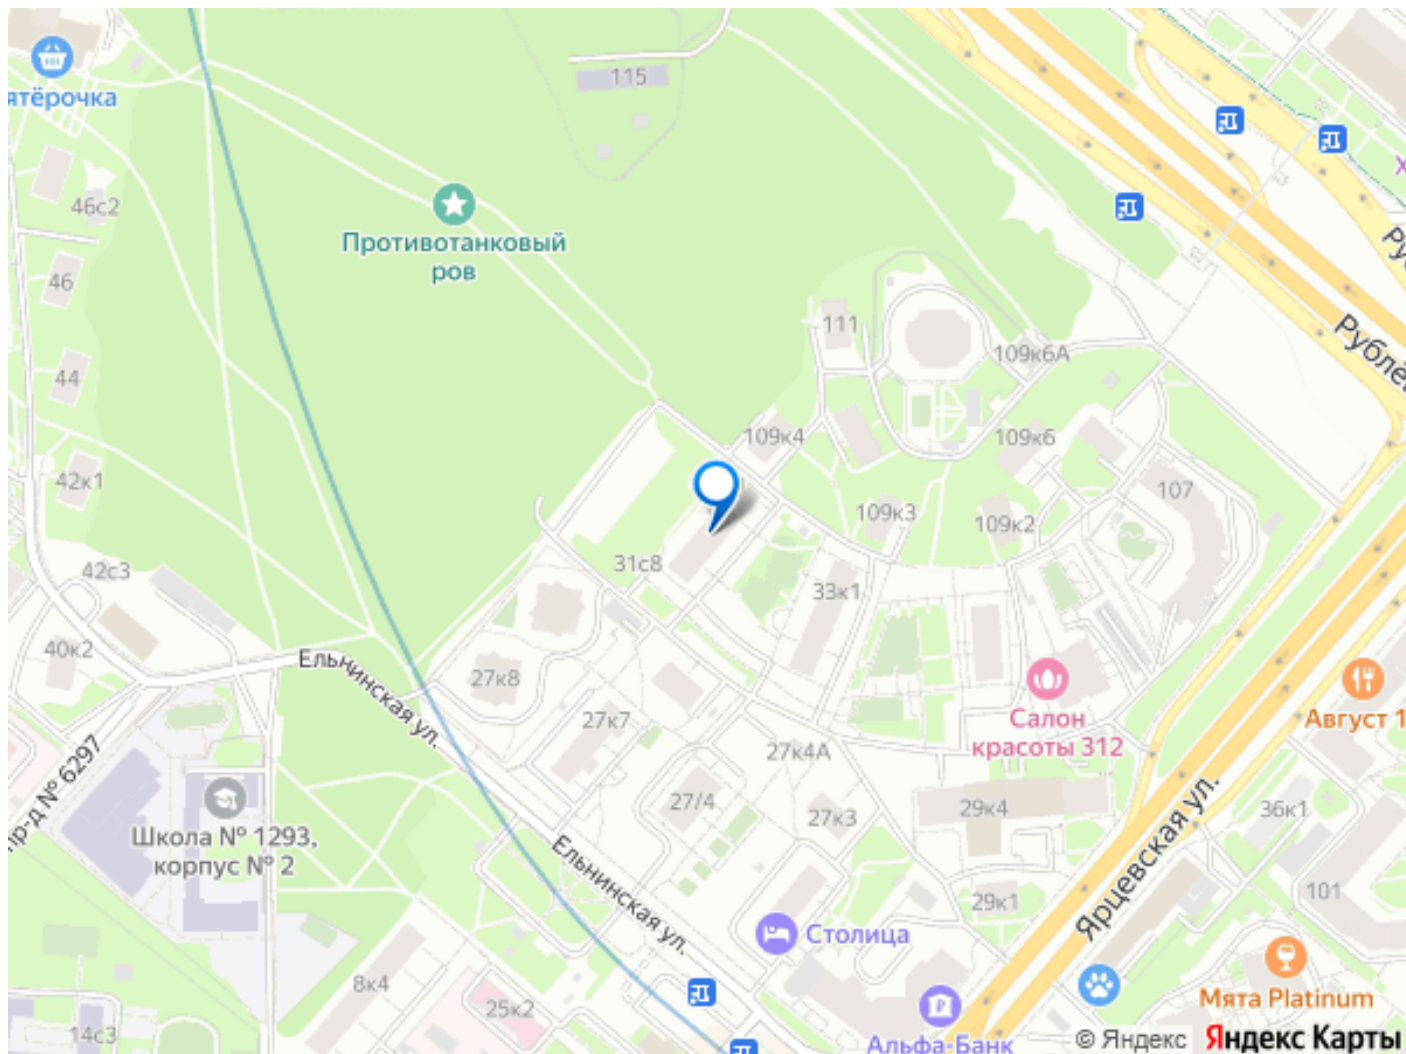 115
ятёрочка
46с2
Противотанковый
ров
46
111
109к6А
Рублёв
44
109к4
109к6
42к1
107
109к3
109к2
42с3
31с8
33к1
40к2
Ельнинская ул.
27к8
27к7
Салон
красоты 312
Август 1
27к4А
пр-д № 6297
27/4
27к3
29к4
36к1
Школа № 1293,
корпус № 2
Ельнинская ул.
Ярцевская ул.
101
29к1
Столица
8к4
25к2
Мята Platinum
14с3
Альфа-Банк
© Яндекс Яндекс Карты